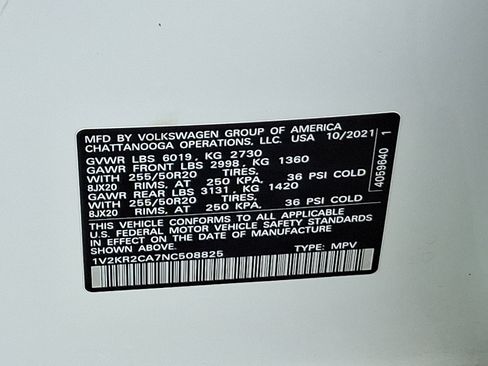 MFD BY VOLKSWAGEN GROUP OF AMERICA
CHATTANOOGA OPERATIONS, LLC. USA 10/2021
GVWR LBS 6019, KG 2730
GAWR FRONT LBS 2998, KG 1360
WITH 255/50R20 TIRES,
8JX20 RIMS, AT 250 KPA. 36 PSI COLD
GAWR REAR LBS 3131, KG 1420
WITH 255/50R20 TIRES,
8JX20 RIMS, AT 250 KPA. 36 PSI COLD
THIS VEHICLE CONFORMS TO ALL APPLICABLE
FEDERAL MOTOR VEHICLE SAFETY STANDARDS
IN EFFECT ON THE DATE OF MANUFACTURE
SHOWN ABOVE.
1V2KR2CA7NC508825 TYPE: MPV
4059840 1